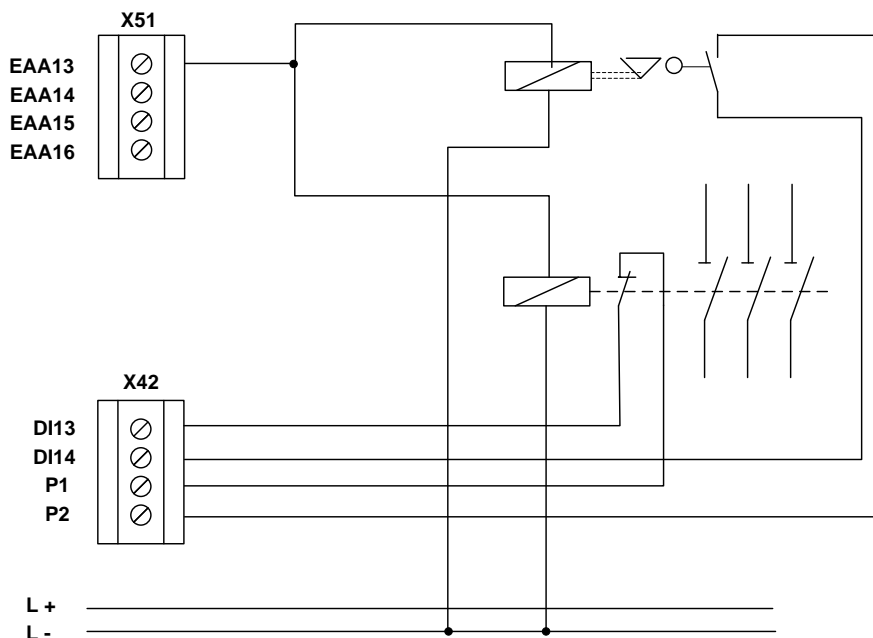 X51
EAA13
EAA14
EAA15
EAA16
X42
DI13
DI14
P1
P2
L +
L -